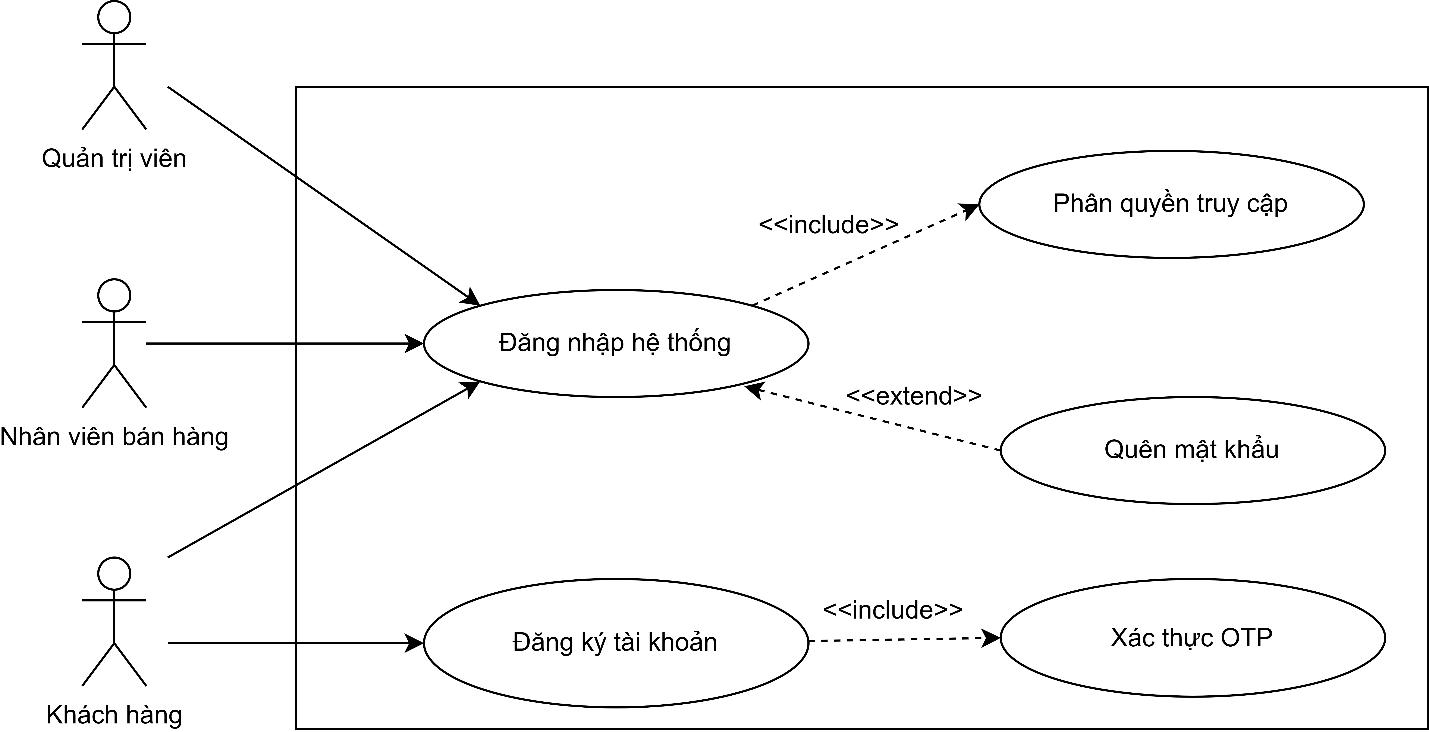 Quản trị viên
Phân quyền truy cập
<<include>>
Đăng nhập hệ thống
<<extend>>
Nhân viên bán hàng
Quên mật khẩu
<<include>>
Đăng ký tài khoản
Xác thực OTP
Khách hàng